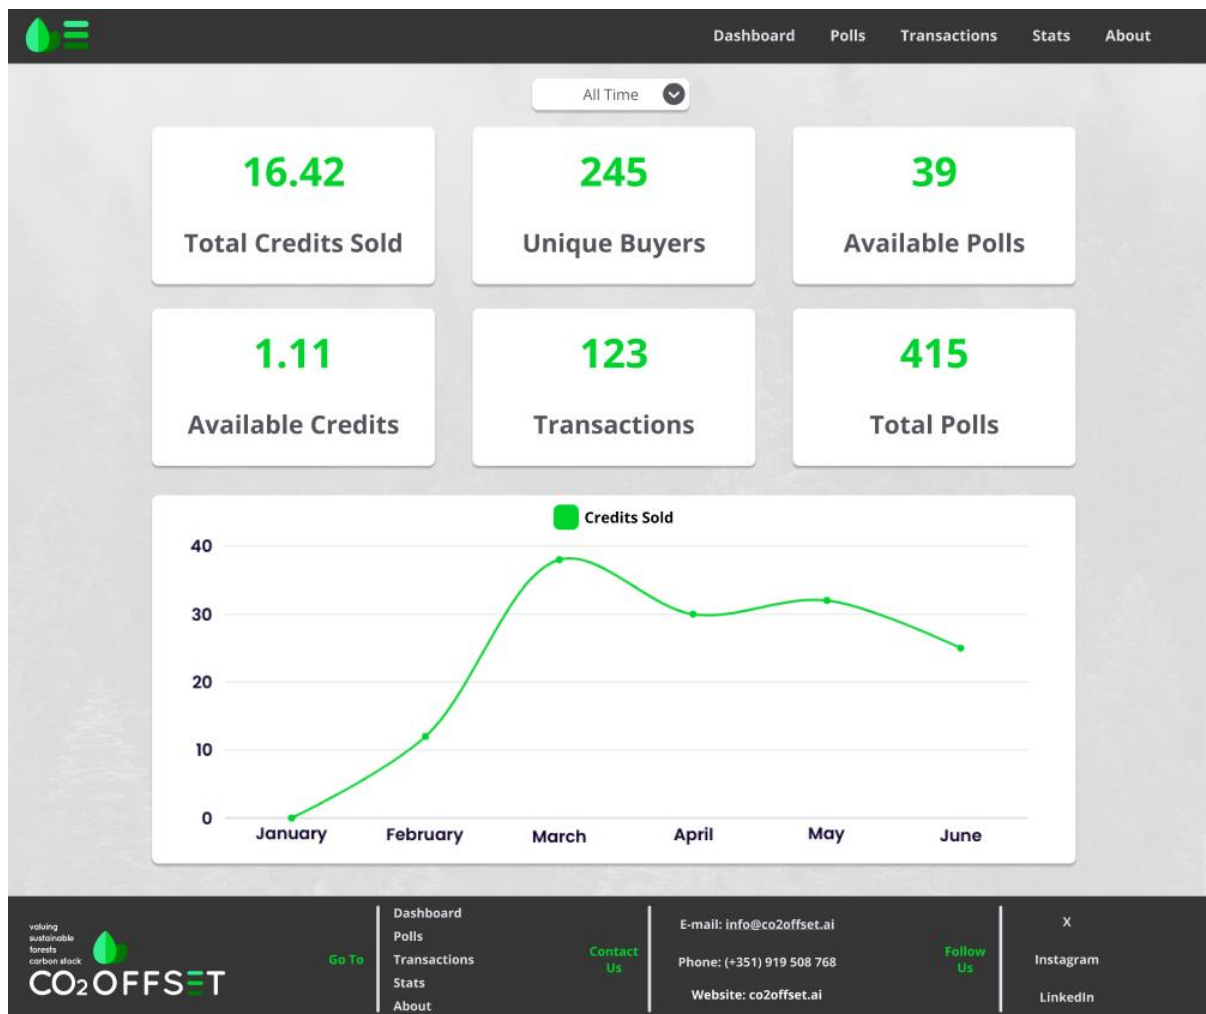 Dashboard Polls Transactions Stats About
All Time
16.42
Total Credits Sold
245
Unique Buyers
39
Available Polls
1.11
Available Credits
123
Transactions
415
Total Polls
Credits Sold
40
30
20
10
0
January February March April May June
valuing
sustainable
forests
carbon stock
CO₂OFFSET
Go To
Dashboard
Polls
Transactions
Stats
About
Contact
Us
E-mail: info@co2offset.ai
Phone: (+351) 919 508 768
Website: co2offset.ai
Follow
Us
X
Instagram
LinkedIn